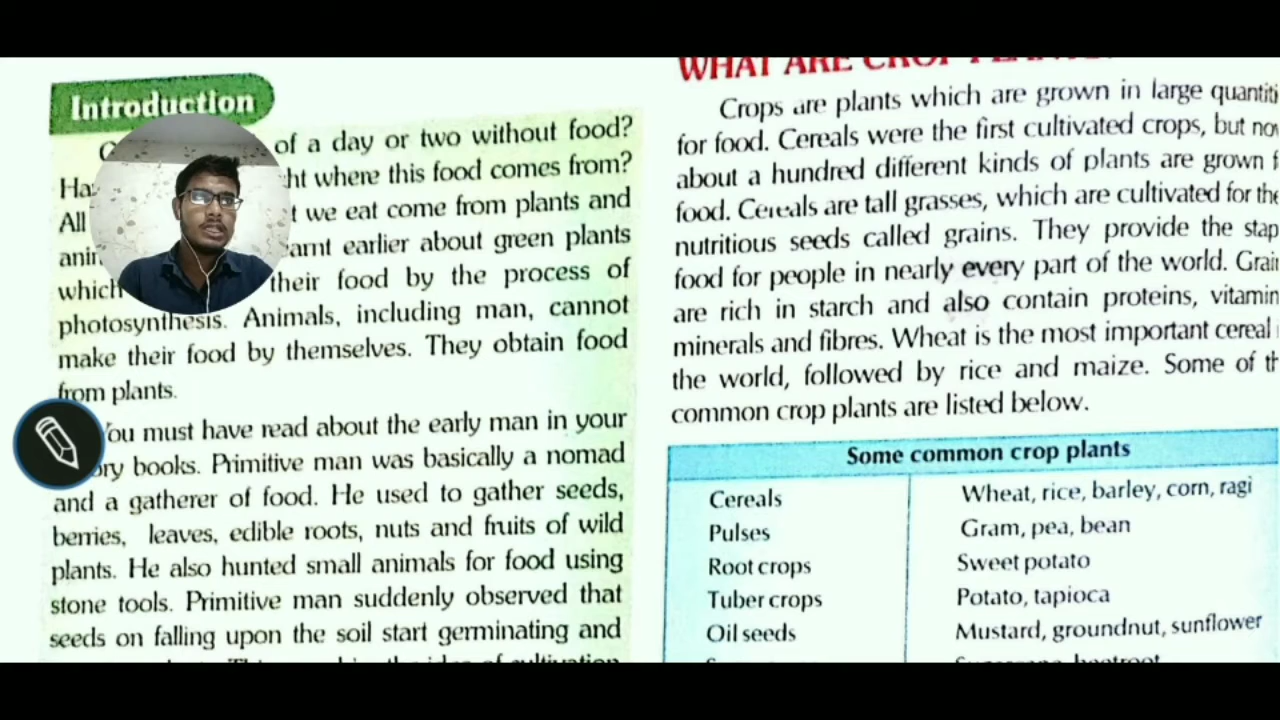 Introduction
of a day or two without food?
where this food comes from?
All we eat come from plants and
earlier about green plants
which their food by the process of
photosynthesis. Animals, including man, cannot
make their food by themselves. They obtain food
from plants.
must have read about the early man in your
books. Primitive man was basically a nomad
and a gatherer of food. He used to gather seeds,
berries, leaves, edible roots, nuts and fruits of wild
plants. He also hunted small animals for food using
stone tools. Primitive man suddenly observed that
seeds on falling upon the soil start germinating and
WHAT ARE CROP
Crops are plants which are grown in large
for food. Cereals were the first cultivated crops, but
about a hundred different kinds of plants are grown
food. Cereals are tall grasses, which are cultivated for
nutritious seeds called grains. They provide the
food for people in nearly every part of the world.
are rich in starch and also contain proteins,
minerals and fibres. Wheat is the most important cereal
the world, followed by rice and maize. Some of
common crop plants are listed below.
Some common crop plants
Cereals Wheat, rice, barley, corn, ragi
Pulses Gram, pea, bean
Root crops Sweet potato
Tuber crops Potato, tapioca
Oil seeds Mustard, groundnut, sunflower